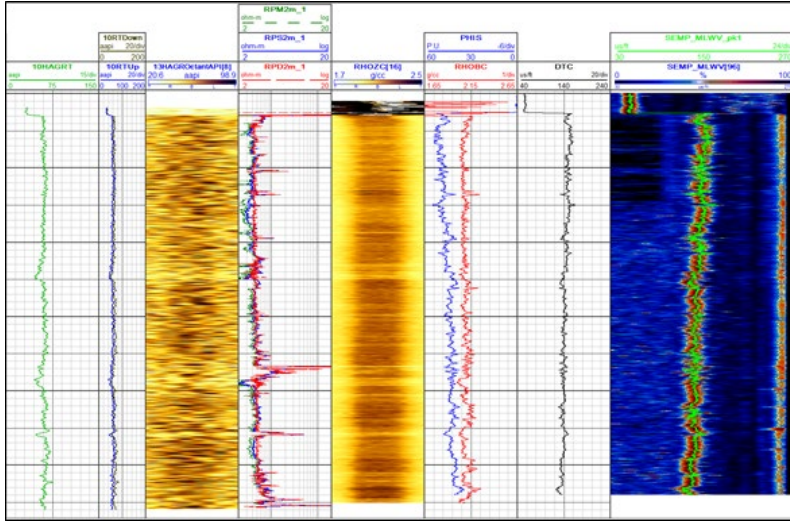 RPM2m_1
ohm-m log
2 20
10RTDown RPS2m_1 PHIS SEMP_MLWV_pk1
aapi 20/div ohm-m log P.U -6/div us/ft 24/div
0 200 2 20 60 30 0 30 150 270
10HAGRT 10RTUp 13HAGROctantAPI[8] RPD2m_1 RHOZC[16] RHOBC DTC SEMP_MLWV[96]
aapi 15/div aapi 20/div 20.6 aapi 98.9 ohm-m log 1.7 g/cc 2.5 g/cc .1/div us/ft 20/div 0 % 100
0 75 150 0 100. 200 2 20 1.65 2.15 2.65 40 140 240